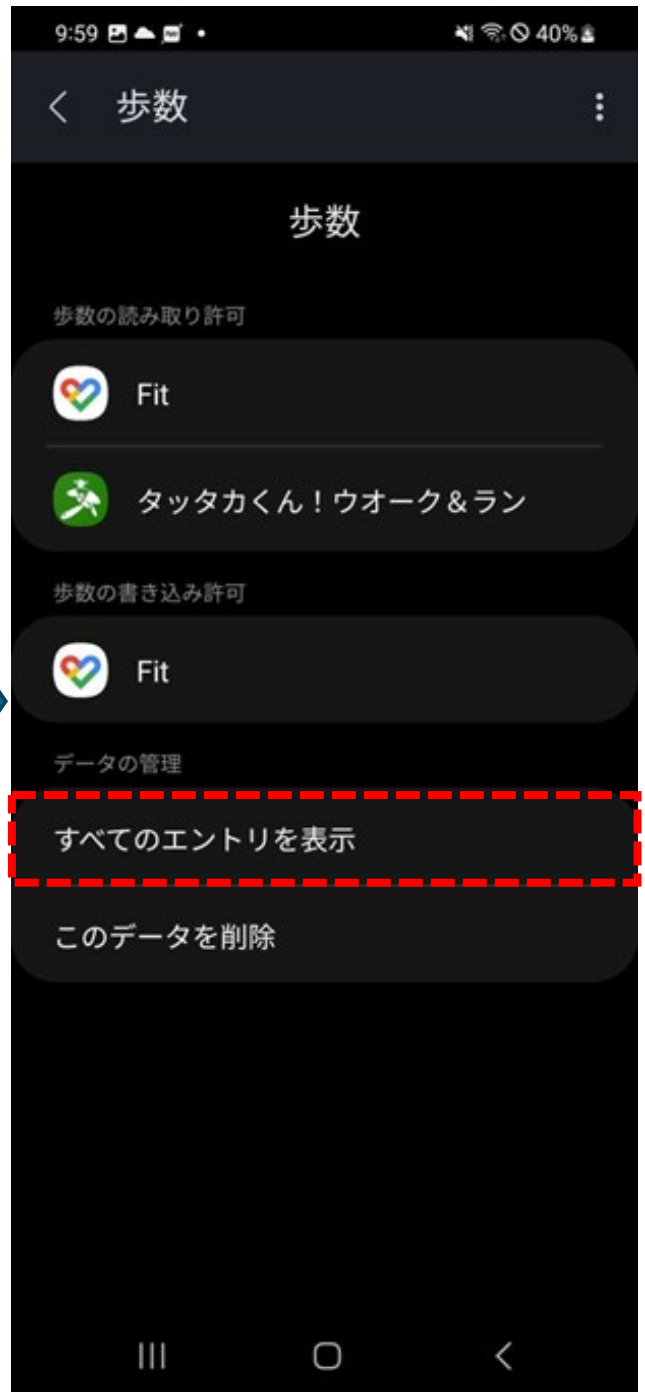 9:59
40%
歩数
歩数
歩数の読み取り許可
Fit
タッタカくん！ウオーク＆ラン
歩数の書き込み許可
Fit
データの管理
すべてのエントリを表示
このデータを削除